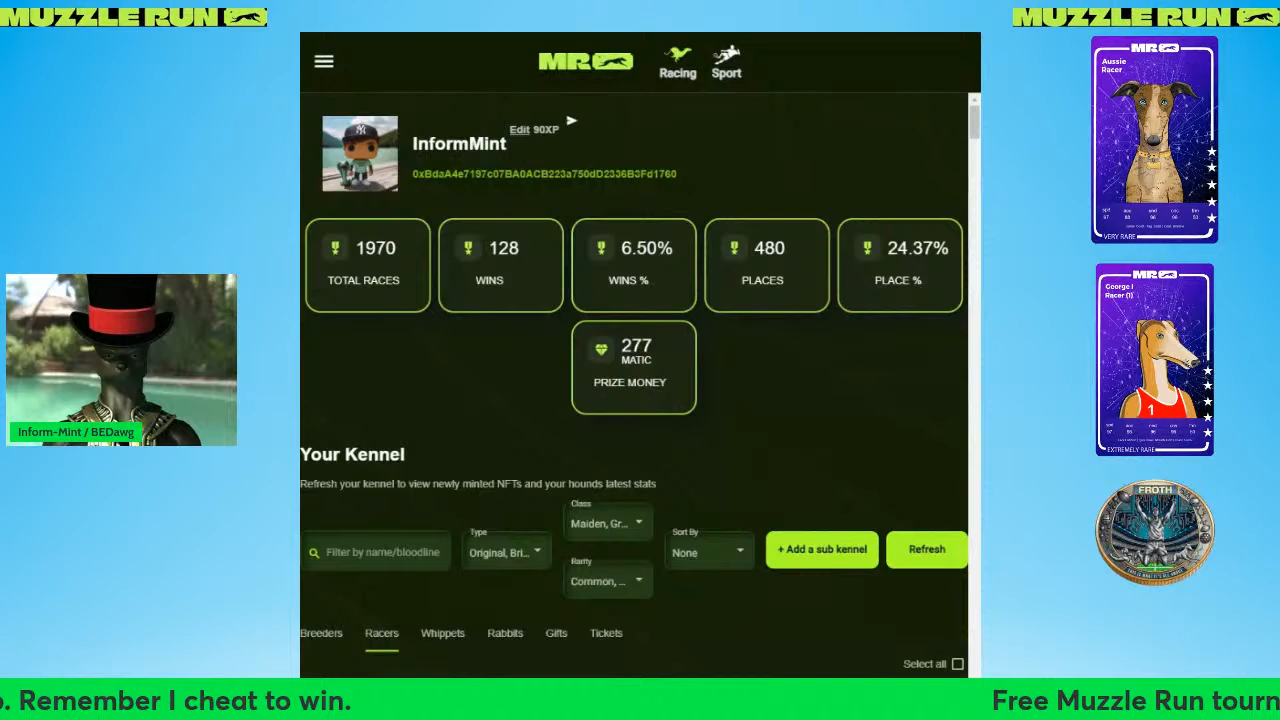 MUZZLE RUN
MUZZLE RUN
MR
Racing
Sport
InformMint
Edit 90XP
0xBdaA4e7197c07BA0ACB223a750dD2336B3Fd1760
1970
TOTAL RACES
128
WINS
6.50%
WINS %
480
PLACES
24.37%
PLACE %
277
MATIC
PRIZE MONEY
Your Kennel
Refresh your kennel to view newly minted NFTs and your hounds latest stats
Filter by name/bloodline
Type
Original, Bri...
Class
Maiden, Gr...
Rarity
Common, ...
Sort By
None
+ Add a sub kennel
Refresh
Breeders
Racers
Whippets
Rabbits
Gifts
Tickets
Select all
Inform-Mint / BEDawg
MR
Aussie
Racer
VERY RARE
MR
George I
Racer (1)
1
EXTREMELY RARE
FROTH
o. Remember I cheat to win.
Free Muzzle Run tourn